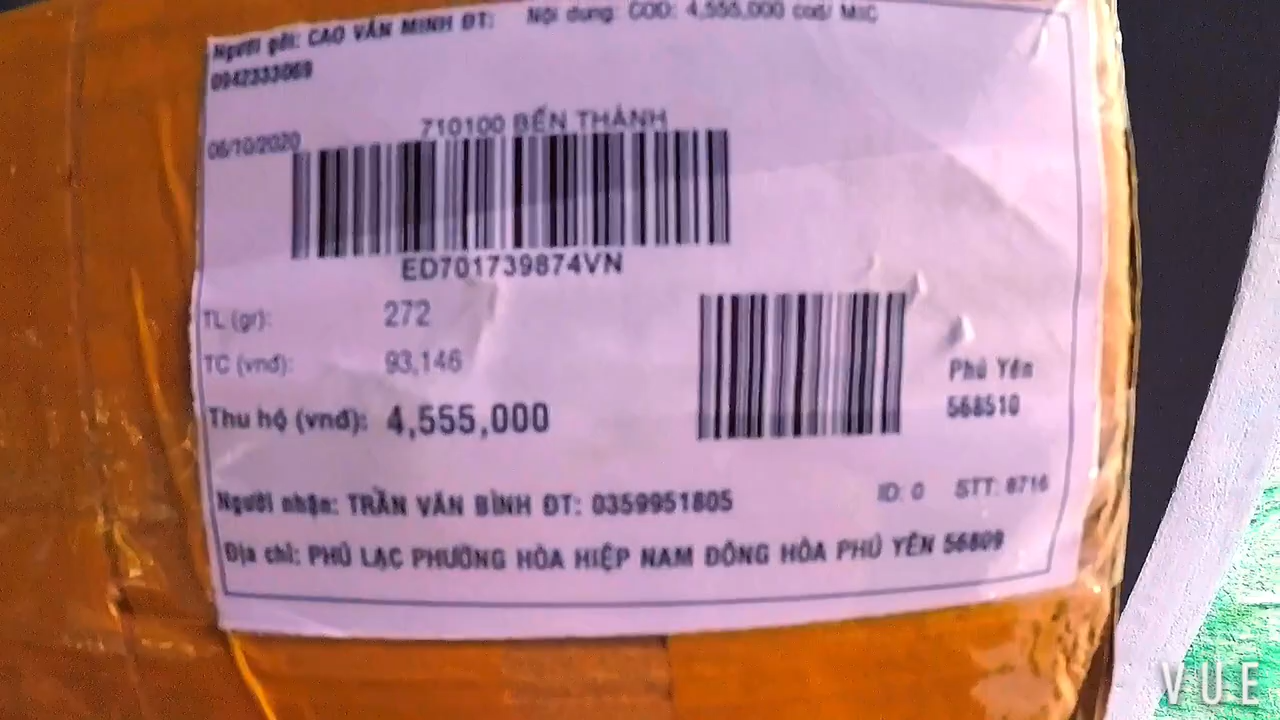 Người gửi: CAO VĂN MINH ĐT: Nội dung: COD: 4,555,000 cod/ MIC
0942333069
710100 BẾN THÀNH
06/10/2020
ED701739874VN
TL (gr): 272
TC (vnđ): 93,146
Phú Yên
Thu hộ (vnđ): 4,555,000
568510
ID: 0 STT: 8716
Người nhận: TRẦN VĂN BÌNH ĐT: 0359951805
Địa chỉ: PHÚ LẠC PHƯỜNG HÒA HIỆP NAM ĐÔNG HÒA PHÚ YÊN 56809
VUE